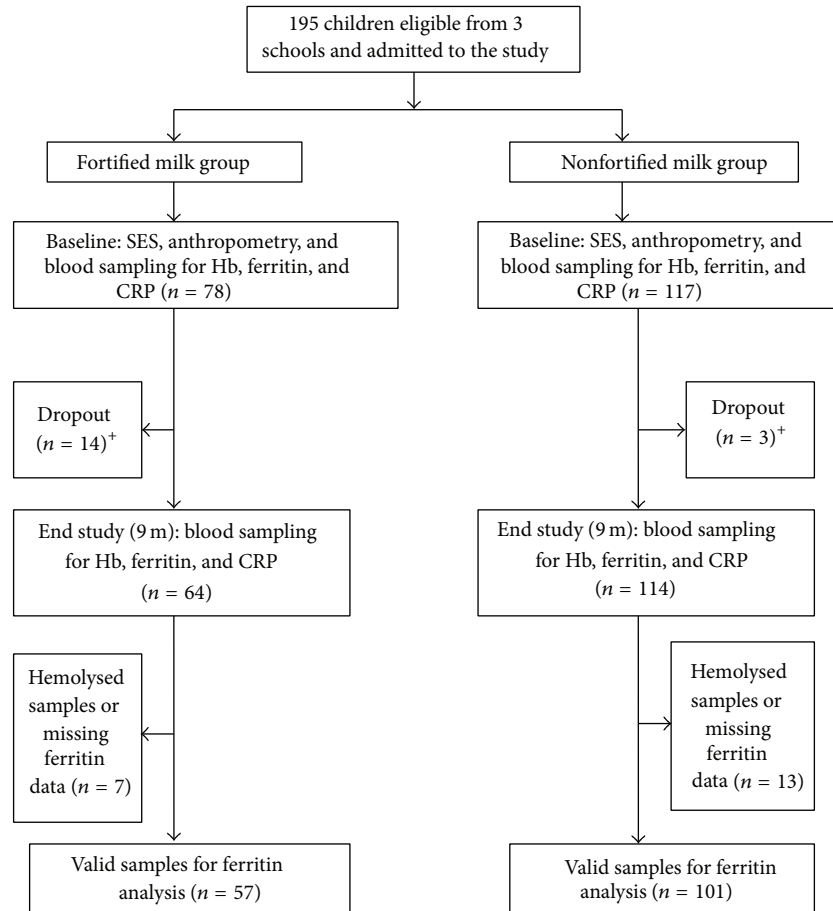 195 children eligible from 3
schools and admitted to the study
Fortified milk group
Nonfortified milk group
Baseline: SES, anthropometry, and
blood sampling for Hb, ferritin, and
CRP (n = 78)
Baseline: SES, anthropometry, and
blood sampling for Hb, ferritin, and
CRP (n = 117)
Dropout
(n = 14)+
Dropout
(n = 3)+
End study (9 m): blood sampling
for Hb, ferritin, and CRP
(n = 64)
End study (9 m): blood sampling
for Hb, ferritin, and CRP
(n = 114)
Hemolysed
samples or
missing
ferritin
data (n = 7)
Hemolysed
samples or
missing
ferritin
data (n = 13)
Valid samples for ferritin
analysis (n = 57)
Valid samples for ferritin
analysis (n = 101)